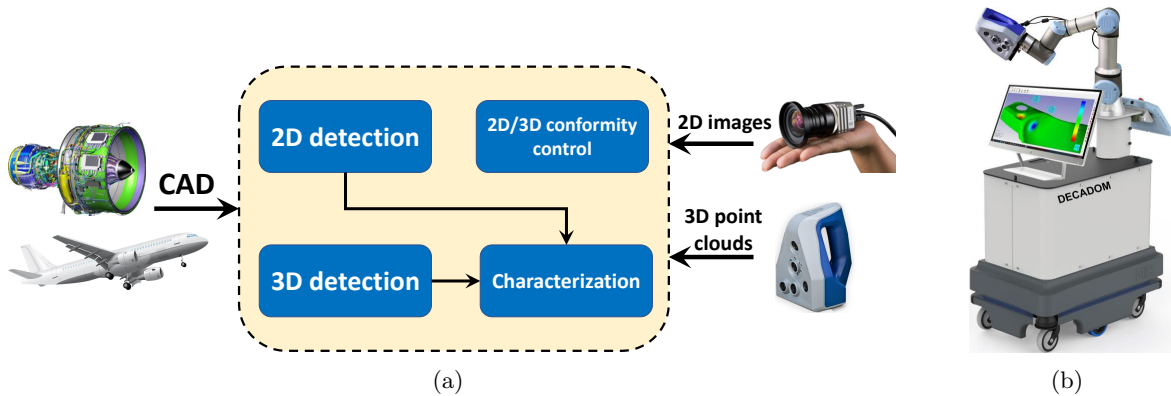 2D detection
2D/3D conformity
control
2D images
CAD
3D point
clouds
3D detection
Characterization
DECADOM
(a)
(b)